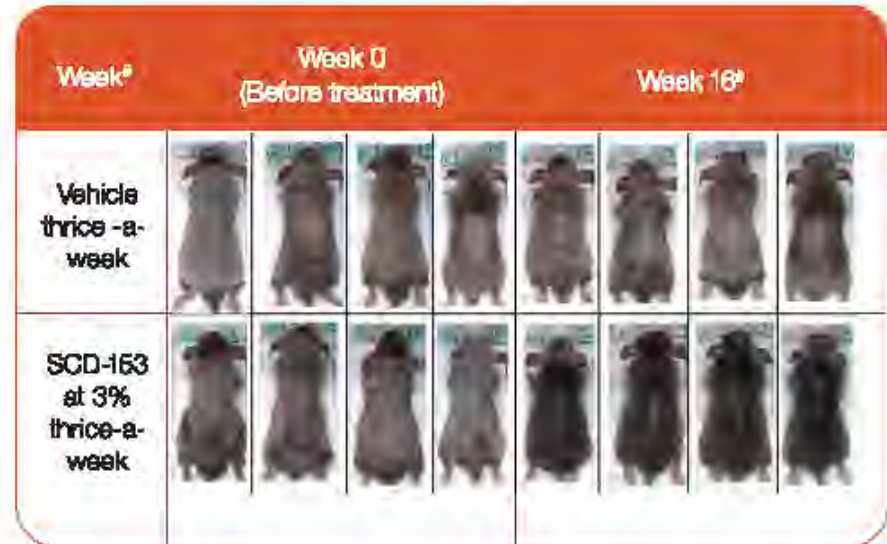 Week#
Week 0
(Before treatment)
Week 16#
Vehicle
thrice -a-
week
SCD-153
at 3%
thrice-a-
week